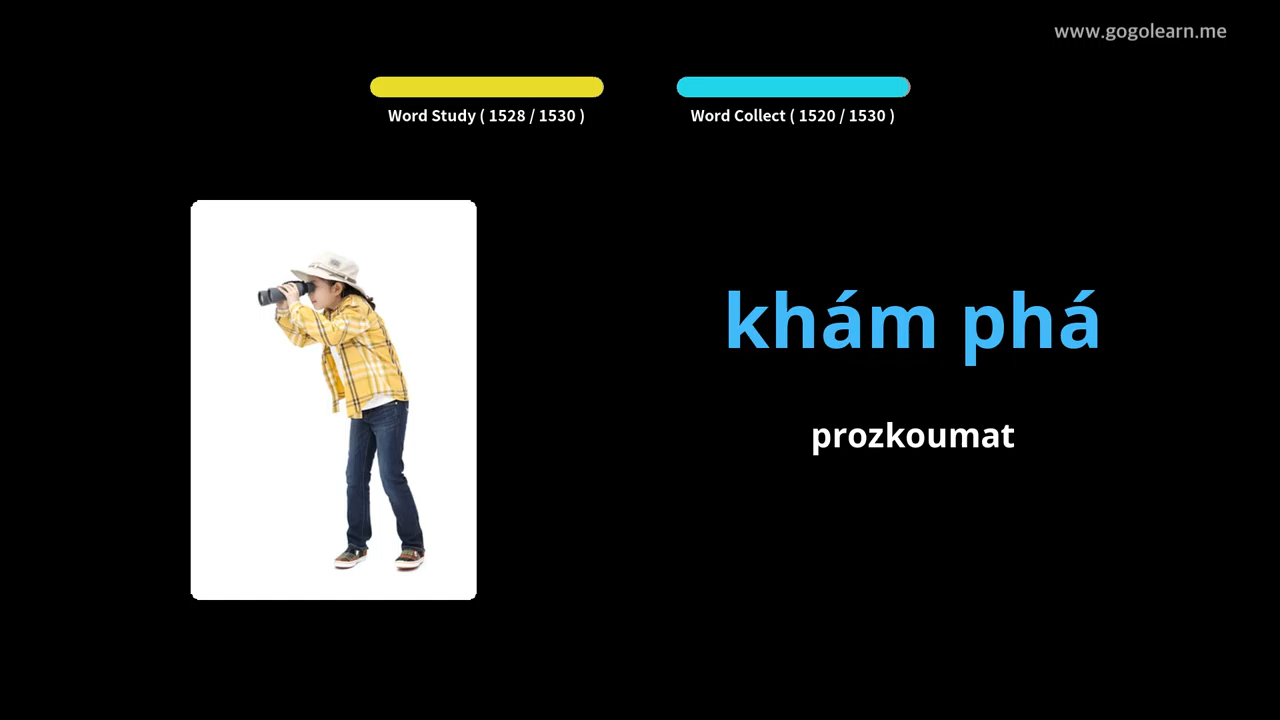 www.gogolearn.me
Word Study ( 1528 / 1530 )
Word Collect ( 1520 / 1530 )
khám phá
prozkoumat